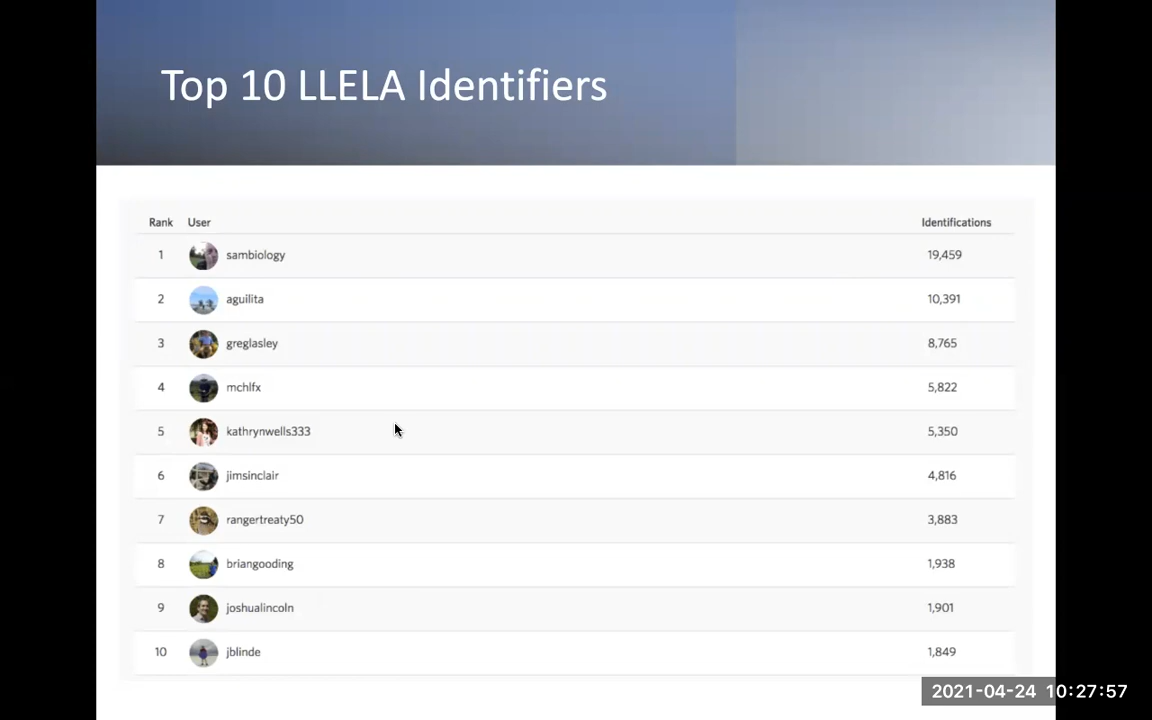 Top 10 LLELA Identifiers
Rank User Identifications
1 sambiology 19,459
2 aguilita 10,391
3 greglasley 8,765
4 mchlfx 5,822
5 kathrynwells333 5,350
6 jimsinclair 4,816
7 rangertreaty50 3,883
8 briangooding 1,938
9 joshualincoln 1,901
10 jblinde 1,849
2021-04-24 10:27:57